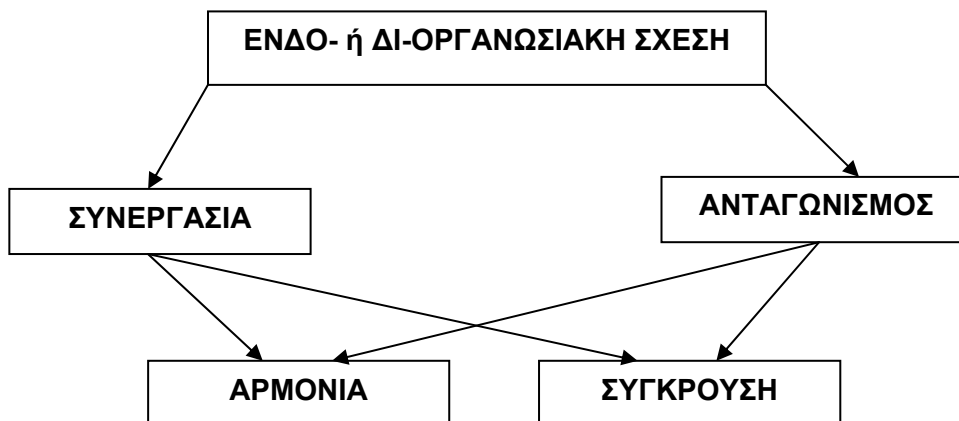 ΕΝΔΟ- ή ΔΙ-ΟΡΓΑΝΩΣΙΑΚΗ ΣΧΕΣΗ
ΣΥΝΕΡΓΑΣΙΑ
ΑΝΤΑΓΩΝΙΣΜΟΣ
ΑΡΜΟΝΙΑ
ΣΥΓΚΡΟΥΣΗ